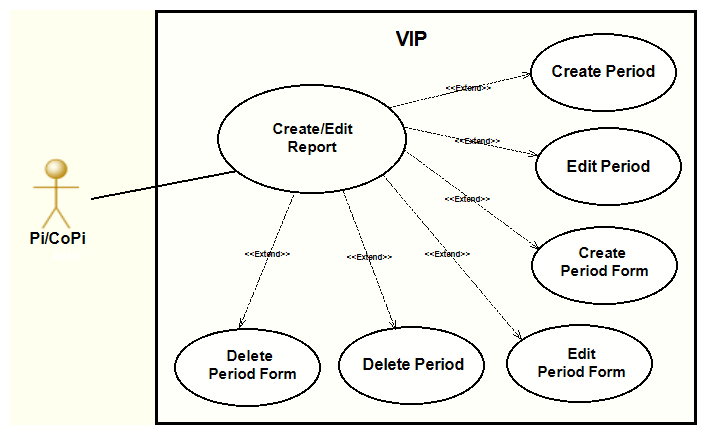 VIP
Create Period
<<Extend>>
Create/Edit
Report
<<Extend>>
Edit Period
<<Extend>>
Pi/CoPi
Create
Period Form
<<Extend>>
<<Extend>>
<<Extend>>
Delete
Period Form
Delete Period
Edit
Period Form